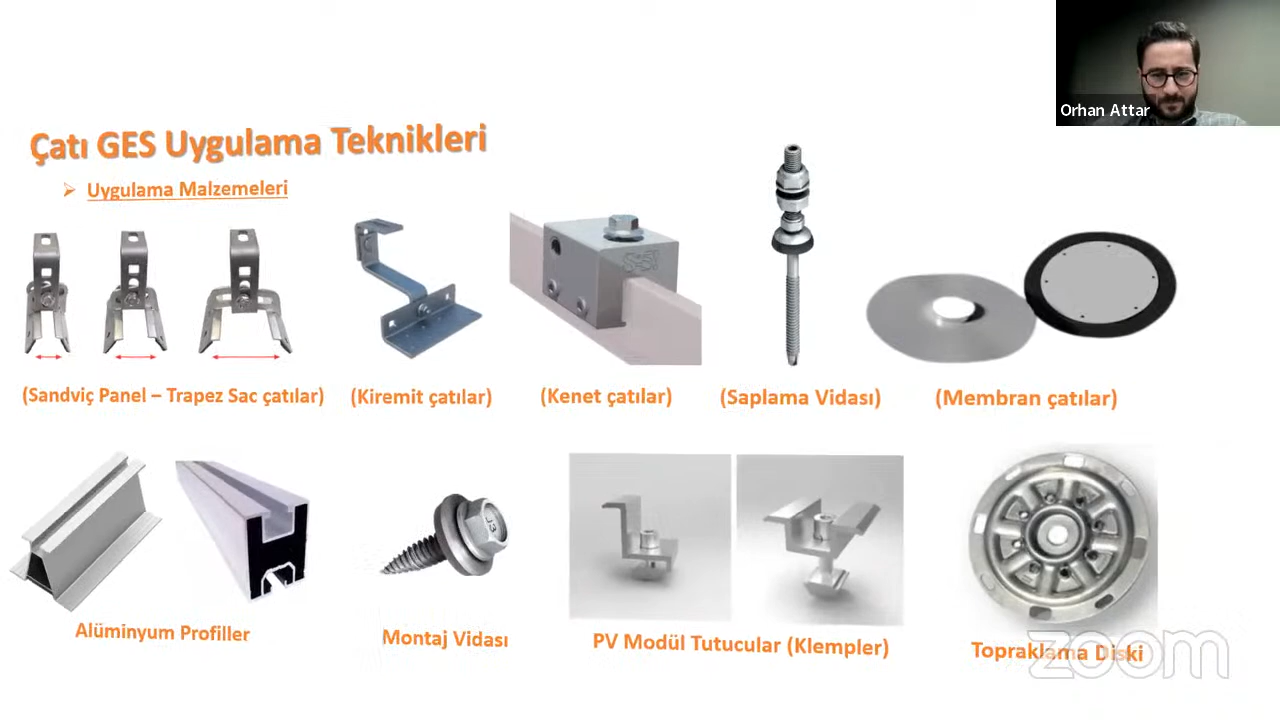 Orhan Attar
Çatı GES Uygulama Teknikleri
Uygulama Malzemeleri
(Sandviç Panel – Trapez Sac çatılar)
(Kiremit çatılar)
(Kenet çatılar)
(Saplama Vidası)
(Membran çatılar)
Alüminyum Profiller
Montaj Vidası
PV Modül Tutucular (Klempler)
Topraklama Diski
zoom